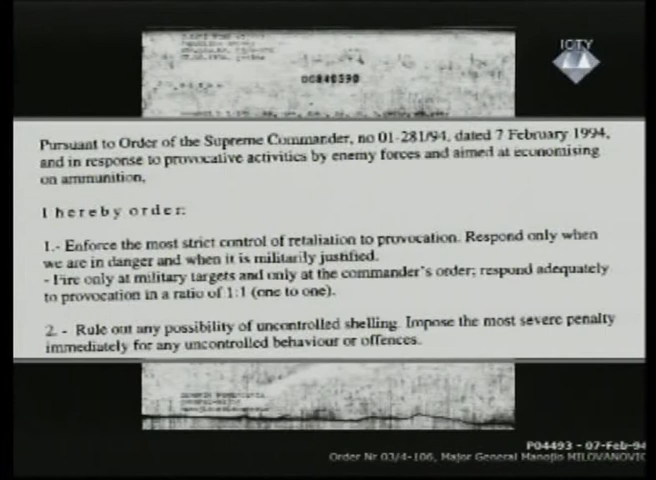 ICTY
00840390
Pursuant to Order of the Supreme Commander, no 01-281/94, dated 7 February 1994,
and in response to provocative activities by enemy forces and aimed at economising
on ammunition,
I hereby order:
1.- Enforce the most strict control of retaliation to provocation. Respond only when
we are in danger and when it is militarily justified.
- Fire only at military targets and only at the commander's order; respond adequately
to provocation in a ratio of 1:1 (one to one).
2. - Rule out any possibility of uncontrolled shelling. Impose the most severe penalty
immediately for any uncontrolled behaviour or offences.
P04493 - 07-Feb-94
Order Nr 03/4-106, Major General Manojlo MILOVANOVIC